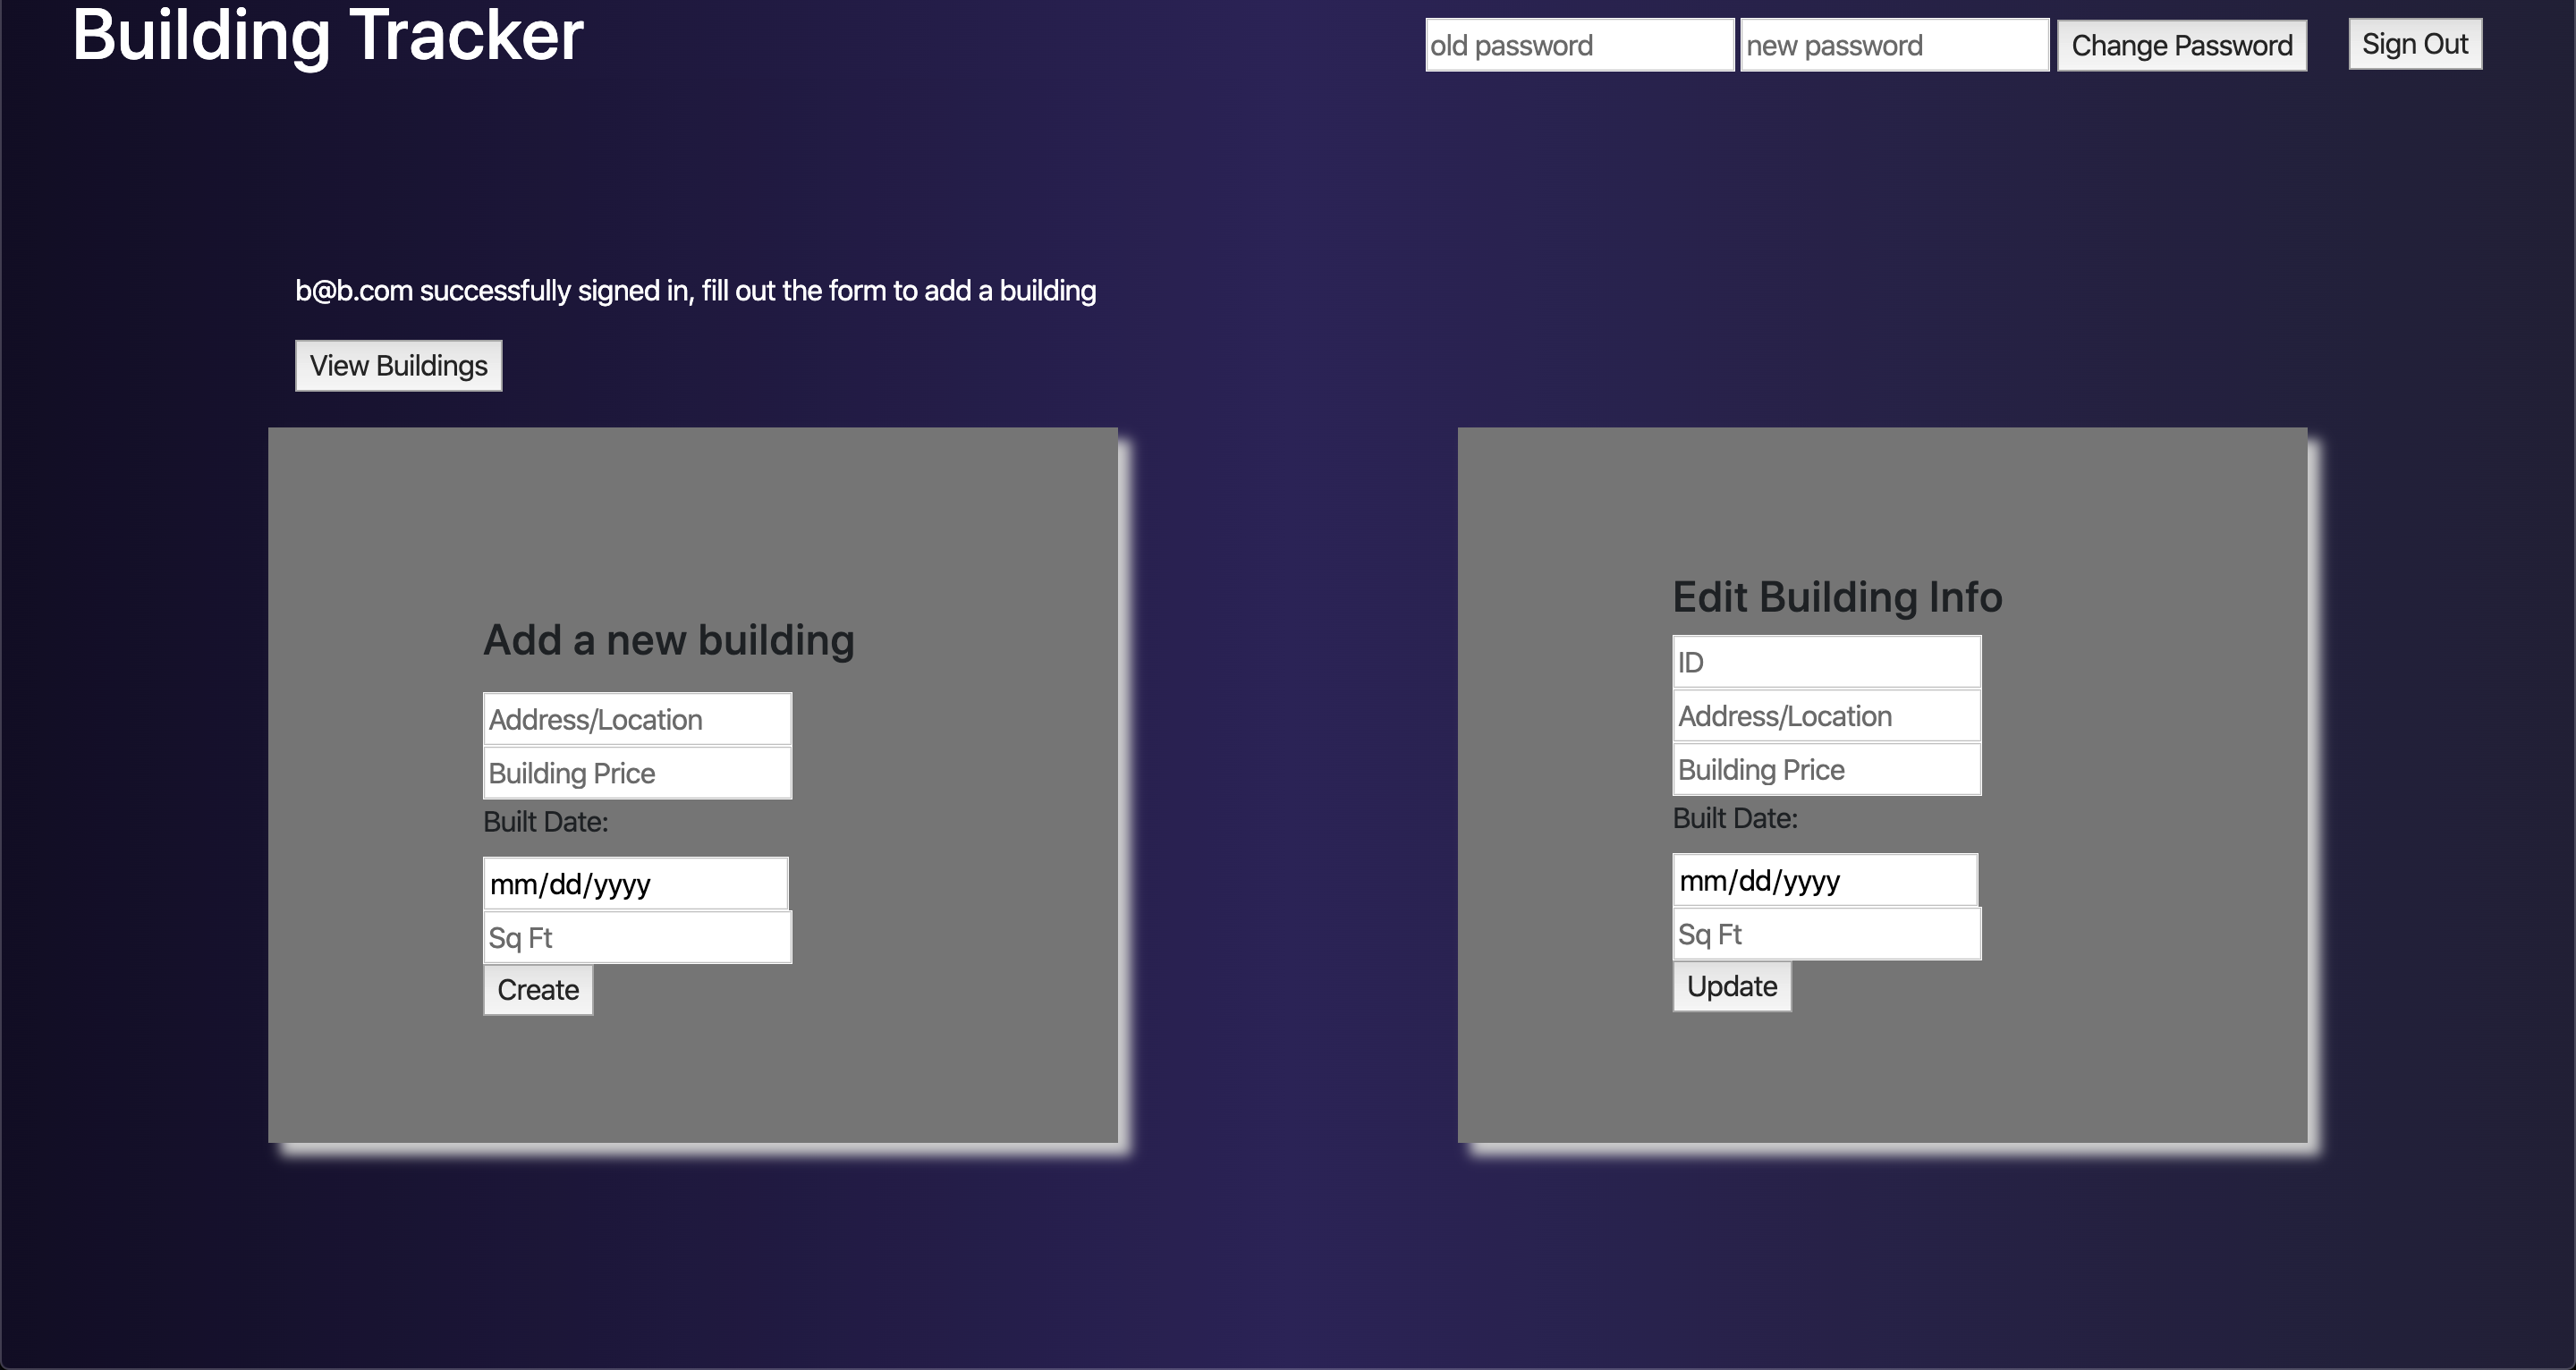 Building Tracker
old password
new password
Change Password
Sign Out
b@b.com successfully signed in, fill out the form to add a building
View Buildings
Add a new building
Address/Location
Building Price
Built Date:
mm/dd/yyyy
Sq Ft
Create
Edit Building Info
ID
Address/Location
Building Price
Built Date:
mm/dd/yyyy
Sq Ft
Update